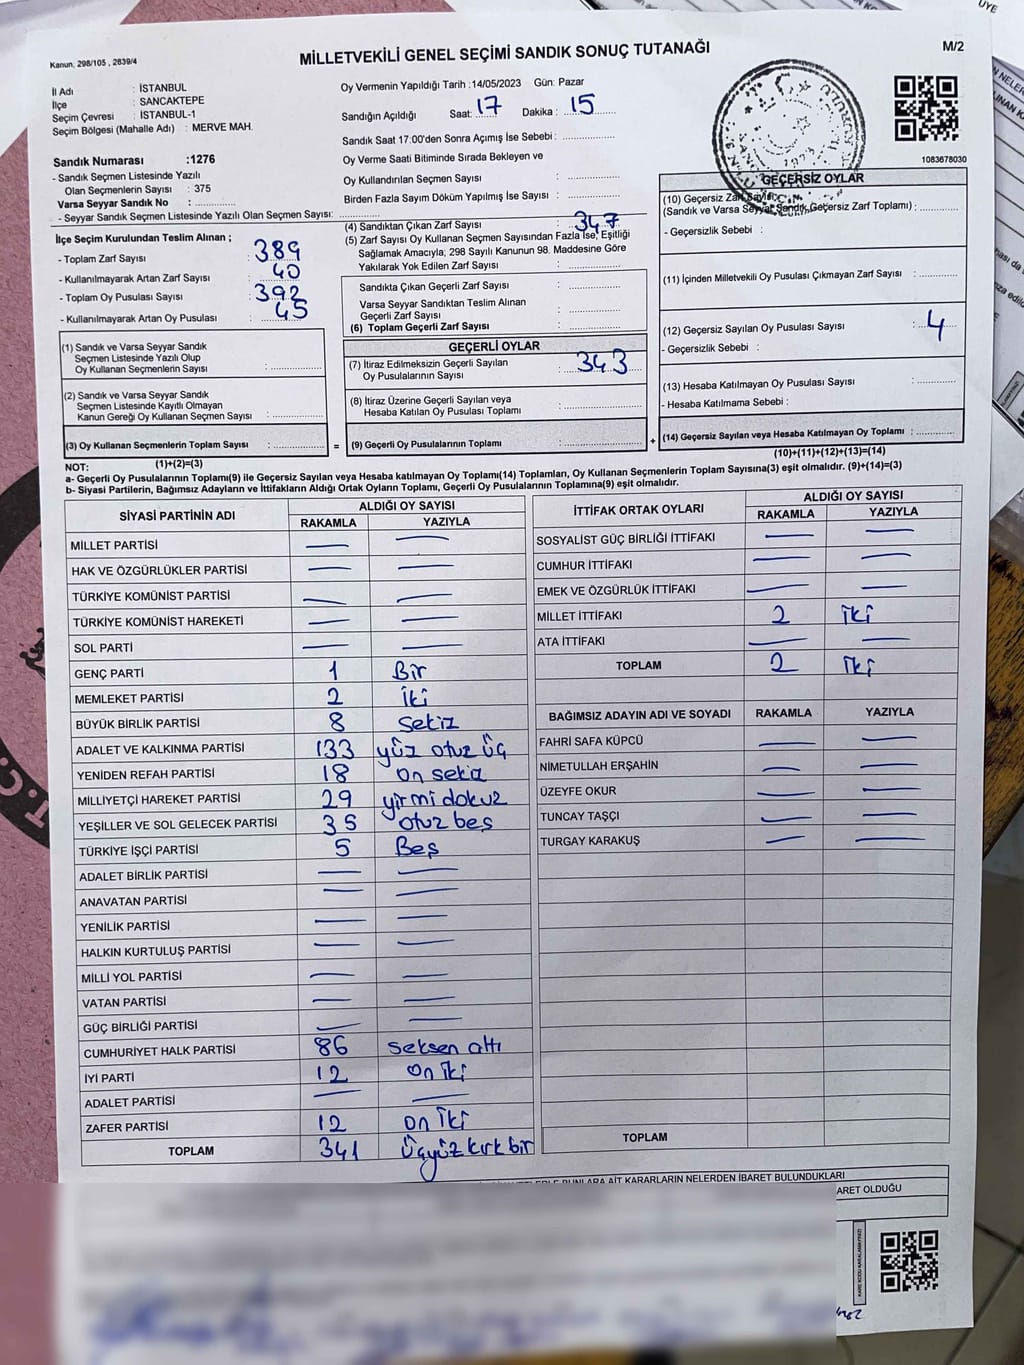 Kanun, 298/105 , 2839/4
MİLLETVEKİLİ GENEL SEÇİMİ SANDIK SONUÇ TUTANAĞI
M/2
İl Adı : İSTANBUL
İlçe : SANCAKTEPE
Seçim Çevresi : İSTANBUL-1
Seçim Bölgesi (Mahalle Adı) : MERVE MAH.
Sandık Numarası :1276
- Sandık Seçmen Listesinde Yazılı
Olan Seçmenlerin Sayısı : 375
Varsa Seyyar Sandık No :
- Seyyar Sandık Seçmen Listesinde Yazılı Olan Seçmen Sayısı:
Oy Vermenin Yapıldığı Tarih :14/05/2023 Gün: Pazar
Sandığın Açıldığı Saat: 17 Dakika : 15
Sandık Saat 17:00'den Sonra Açımış İse Sebebi :
Oy Verme Saati Bitiminde Sırada Bekleyen ve
Oy Kullandırılan Seçmen Sayısı :
Birden Fazla Sayım Döküm Yapılmış İse Sayısı :
1083678030
İlçe Seçim Kurulundan Teslim Alınan ;
- Toplam Zarf Sayısı : 389
- Kullanılmayarak Artan Zarf Sayısı : 40
- Toplam Oy Pusulası Sayısı : 392
- Kullanılmayarak Artan Oy Pusulası : 45
(4) Sandıktan Çıkan Zarf Sayısı : 347
(5) Zarf Sayısı Oy Kullanan Seçmen Sayısından Fazla İse, Eşitliği
Sağlamak Amacıyla; 298 Sayılı Kanunun 98. Maddesine Göre
Yakılarak Yok Edilen Zarf Sayısı :
Sandıkta Çıkan Geçerli Zarf Sayısı :
Varsa Seyyar Sandıktan Teslim Alınan
Geçerli Zarf Sayısı :
(6) Toplam Geçerli Zarf Sayısı :
GEÇERSİZ OYLAR
(10) Geçersiz Zarf Sayısı
(Sandık ve Varsa Seyyar Sandık Geçersiz Zarf Toplamı) :
- Geçersizlik Sebebi :
(11) İçinden Milletvekili Oy Pusulası Çıkmayan Zarf Sayısı :
(12) Geçersiz Sayılan Oy Pusulası Sayısı : 4
- Geçersizlik Sebebi :
(13) Hesaba Katılmayan Oy Pusulası Sayısı :
- Hesaba Katılmama Sebebi :
(14) Geçersiz Sayılan veya Hesaba Katılmayan Oy Toplamı :
(10)+(11)+(12)+(13)=(14)
(1) Sandık ve Varsa Seyyar Sandık
Seçmen Listesinde Yazılı Olup
Oy Kullanan Seçmenlerin Sayısı :
(2) Sandık ve Varsa Seyyar Sandık
Seçmen Listesinde Kayıtlı Olmayan
Kanun Gereği Oy Kullanan Seçmen Sayısı :
(3) Oy Kullanan Seçmenlerin Toplam Sayısı :
(1)+(2)=(3)
GEÇERLİ OYLAR
(7) İtiraz Edilmeksizin Geçerli Sayılan
Oy Pusulalarının Sayısı : 343
(8) İtiraz Üzerine Geçerli Sayılan veya
Hesaba Katılan Oy Pusulası Toplamı :
= (9) Geçerli Oy Pusulalarının Toplamı : +
NOT:
a- Geçerli Oy Pusulalarının Toplamı(9) ile Geçersiz Sayılan veya Hesaba katılmayan Oy Toplamı(14) Toplamları, Oy Kullanan Seçmenlerin Toplam Sayısına(3) eşit olmalıdır. (9)+(14)=(3)
b- Siyasi Partilerin, Bağımsız Adayların ve İttifakların Aldığı Ortak Oyların Toplamı, Geçerli Oy Pusulalarının Toplamına(9) eşit olmalıdır.
SİYASİ PARTİNİN ADI ALDIĞI OY SAYISI
RAKAMLA YAZIYLA
MİLLET PARTİSİ — —
HAK VE ÖZGÜRLÜKLER PARTİSİ — —
TÜRKİYE KOMÜNİST PARTİSİ — —
TÜRKİYE KOMÜNİST HAREKETİ — —
SOL PARTİ — —
GENÇ PARTİ 1 Bir
MEMLEKET PARTİSİ 2 iki
BÜYÜK BİRLİK PARTİSİ 8 sekiz
ADALET VE KALKINMA PARTİSİ 133 yüz otuz üç
YENİDEN REFAH PARTİSİ 18 on sekiz
MİLLİYETÇİ HAREKET PARTİSİ 29 yirmi dokuz
YEŞİLLER VE SOL GELECEK PARTİSİ 35 otuz beş
TÜRKİYE İŞÇİ PARTİSİ 5 Beş
ADALET BİRLİK PARTİSİ — —
ANAVATAN PARTİSİ — —
YENİLİK PARTİSİ — —
HALKIN KURTULUŞ PARTİSİ — —
MİLLİ YOL PARTİSİ — —
VATAN PARTİSİ — —
GÜÇ BİRLİĞİ PARTİSİ — —
CUMHURİYET HALK PARTİSİ 86 seksen altı
İYİ PARTİ 12 on iki
ADALET PARTİSİ — —
ZAFER PARTİSİ 12 on iki
TOPLAM 341 üçyüz kırk bir
İTTİFAK ORTAK OYLARI ALDIĞI OY SAYISI
RAKAMLA YAZIYLA
SOSYALİST GÜÇ BİRLİĞİ İTTİFAKI — —
CUMHUR İTTİFAKI — —
EMEK VE ÖZGÜRLÜK İTTİFAKI — —
MİLLET İTTİFAKI 2 iki
ATA İTTİFAKI — —
TOPLAM 2 iki
BAĞIMSIZ ADAYIN ADI VE SOYADI RAKAMLA YAZIYLA
FAHRİ SAFA KÜPCÜ — —
NİMETULLAH ERŞAHİN — —
ÜZEYFE OKUR — —
TUNCAY TAŞÇI — —
TURGAY KARAKUŞ — —
TOPLAM
BUNLARA AİT KARARLARIN NELERDEN İBARET BULUNDUKLARI
ARET OLDUĞU